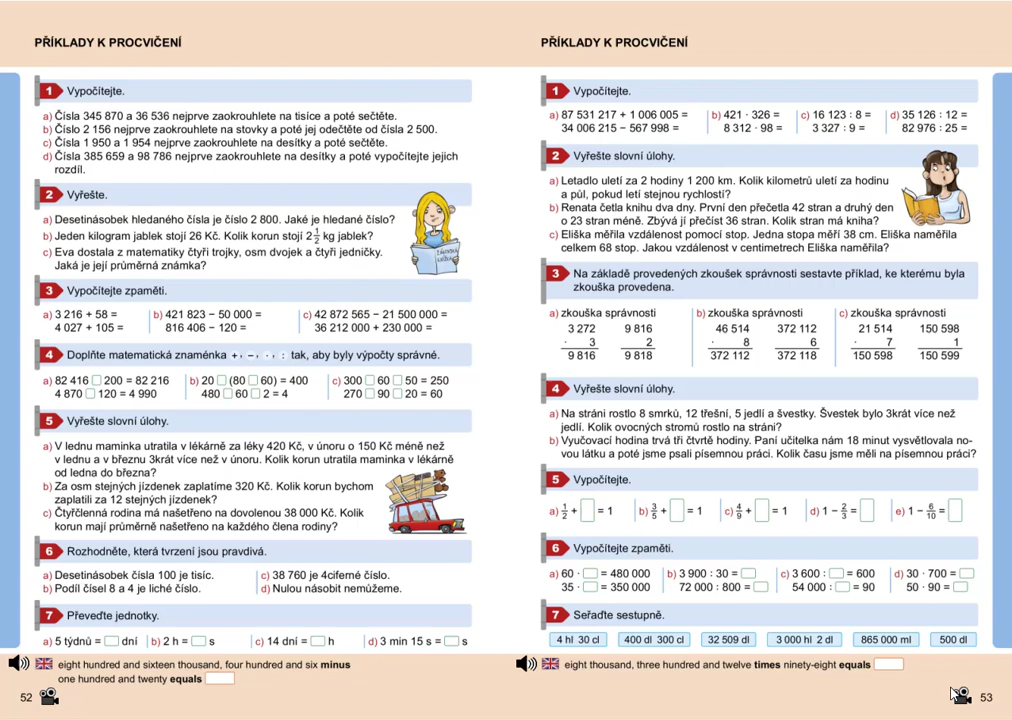 PŘÍKLADY K PROCVIČENÍ
1 Vypočítejte.
a) Čísla 345 870 a 36 536 nejprve zaokrouhlete na tisíce a poté sečtěte.
b) Číslo 2 156 nejprve zaokrouhlete na stovky a poté jej odečtěte od čísla 2 500.
c) Čísla 1 950 a 1 954 nejprve zaokrouhlete na desítky a poté sečtěte.
d) Čísla 385 659 a 98 786 nejprve zaokrouhlete na desítky a poté vypočítejte jejich
rozdíl.
2 Vyřešte.
a) Desetinásobek hledaného čísla je číslo 2 800. Jaké je hledané číslo?
b) Jeden kilogram jablek stojí 26 Kč. Kolik korun stojí 2 1/2 kg jablek?
c) Eva dostala z matematiky čtyři trojky, osm dvojek a čtyři jedničky.
Jaká je její průměrná známka?
3 Vypočítejte zpaměti.
a) 3 216 + 58 = b) 421 823 − 50 000 = c) 42 872 565 − 21 500 000 =
4 027 + 105 = 816 406 − 120 = 36 212 000 + 230 000 =
4 Doplňte matematická znaménka +, −, ·, : tak, aby byly výpočty správné.
a) 82 416 □ 200 = 82 216 b) 20 □ (80 □ 60) = 400 c) 300 □ 60 □ 50 = 250
4 870 □ 120 = 4 990 480 □ 60 □ 2 = 4 270 □ 90 □ 20 = 60
5 Vyřešte slovní úlohy.
a) V lednu maminka utratila v lékárně za léky 420 Kč, v únoru o 150 Kč méně než
v lednu a v březnu 3krát více než v únoru. Kolik korun utratila maminka v lékárně
od ledna do března?
b) Za osm stejných jízdenek zaplatíme 320 Kč. Kolik korun bychom
zaplatili za 12 stejných jízdenek?
c) Čtyřčlenná rodina má našetřeno na dovolenou 38 000 Kč. Kolik
korun mají průměrně našetřeno na každého člena rodiny?
6 Rozhodněte, která tvrzení jsou pravdivá.
a) Desetinásobek čísla 100 je tisíc. c) 38 760 je 4ciferné číslo.
b) Podíl čísel 8 a 4 je liché číslo. d) Nulou násobit nemůžeme.
7 Převeďte jednotky.
a) 5 týdnů = □ dní b) 2 h = □ s c) 14 dní = □ h d) 3 min 15 s = □ s
eight hundred and sixteen thousand, four hundred and six minus
one hundred and twenty equals □
52
PŘÍKLADY K PROCVIČENÍ
1 Vypočítejte.
a) 87 531 217 + 1 006 005 = b) 421 · 326 = c) 16 123 : 8 = d) 35 126 : 12 =
34 006 215 − 567 998 = 8 312 · 98 = 3 327 : 9 = 82 976 : 25 =
2 Vyřešte slovní úlohy.
a) Letadlo uletí za 2 hodiny 1 200 km. Kolik kilometrů uletí za hodinu
a půl, pokud letí stejnou rychlostí?
b) Renata četla knihu dva dny. První den přečetla 42 stran a druhý den
o 23 stran méně. Zbývá jí přečíst 36 stran. Kolik stran má kniha?
c) Eliška měřila vzdálenost pomocí stop. Jedna stopa měří 38 cm. Eliška naměřila
celkem 68 stop. Jakou vzdálenost v centimetrech Eliška naměřila?
3 Na základě provedených zkoušek správnosti sestavte příklad, ke kterému byla
zkouška provedena.
a) zkouška správnosti b) zkouška správnosti c) zkouška správnosti
3 272 9 816 46 514 372 112 21 514 150 598
· 3 2 · 8 6 · 7 1
9 816 9 818 372 112 372 118 150 598 150 599
4 Vyřešte slovní úlohy.
a) Na stráni rostlo 8 smrků, 12 třešní, 5 jedlí a švestky. Švestek bylo 3krát více než
jedlí. Kolik ovocných stromů rostlo na stráni?
b) Vyučovací hodina trvá tři čtvrtě hodiny. Paní učitelka nám 18 minut vysvětlovala no-
vou látku a poté jsme psali písemnou práci. Kolik času jsme měli na písemnou práci?
5 Vypočítejte.
a) 1/2 + □ = 1 b) 3/5 + □ = 1 c) 4/9 + □ = 1 d) 1 − 2/3 = □ e) 1 − 6/10 = □
6 Vypočítejte zpaměti.
a) 60 · □ = 480 000 b) 3 900 : 30 = □ c) 3 600 : □ = 600 d) 30 · 700 = □
35 · □ = 350 000 72 000 : 800 = □ 54 000 : □ = 90 50 · 90 = □
7 Seřaďte sestupně.
4 hl 30 cl 400 dl 300 cl 32 509 dl 3 000 hl 2 dl 865 000 ml 500 dl
eight thousand, three hundred and twelve times ninety-eight equals □
53